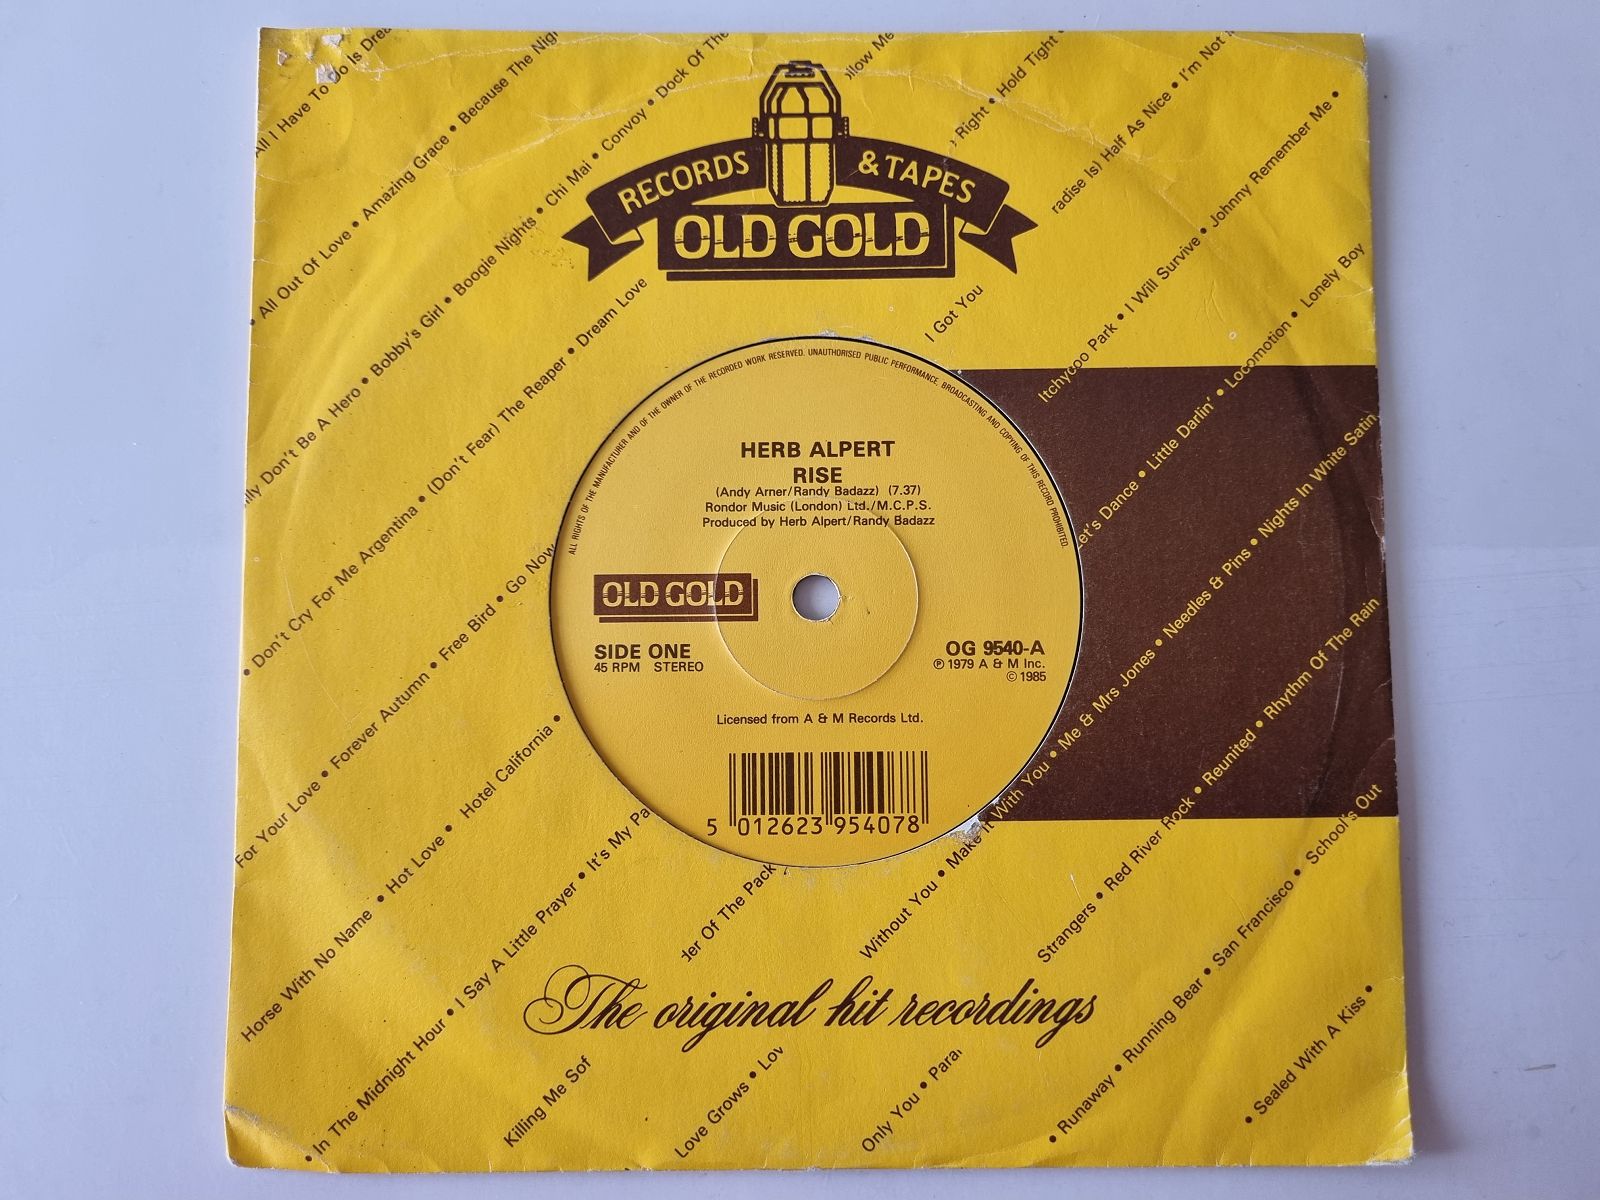 All I Have To Do Is
• All Out Of Love • Amazing Grace • Because The
Don't Be A Hero • Bobby's Girl • Boogie Nights • Chi Mai • Convoy • Dock Of The
• Don't Cry For Me Argentina • (Don't Fear) The Reaper • Dream Love
For Your Love • Forever Autumn • Free Bird • Go Now
Horse With No Name • Hot Love • Hotel California •
• In The Midnight Hour • I Say A Little Prayer • It's My
Killing Me
Love Grows •
Of The Pack
Only You •
Without You • Make It With You • Me & Mrs Jones • Needles & Pins • Nights In White Satin
• Runaway • Running Bear • San Francisco • School's Out
Strangers • Red River Rock • Reunited • Rhythm Of The Rain
• Sealed With A Kiss •
Let's Dance • Little Darlin' • Locomotion • Lonely Boy
Itchycoo Park • I Will Survive • Johnny Remember Me •
I Got You
Is) Half As Nice • I'm Not
Right • Hold Tight
Me
RECORDS & TAPES
OLD GOLD
ALL RIGHTS OF THE MANUFACTURER AND OF THE OWNER OF THE RECORDED WORK RESERVED. UNAUTHORISED PUBLIC PERFORMANCE, BROADCASTING AND COPYING OF THIS RECORD PROHIBITED.
HERB ALPERT
RISE
(Andy Arner/Randy Badazz) (7.37)
Rondor Music (London) Ltd./M.C.P.S.
Produced by Herb Alpert/Randy Badazz
OLD GOLD
SIDE ONE
45 RPM STEREO
OG 9540-A
℗ 1979 A & M Inc.
© 1985
Licensed from A & M Records Ltd.
5 012623 954078
The original hit recordings